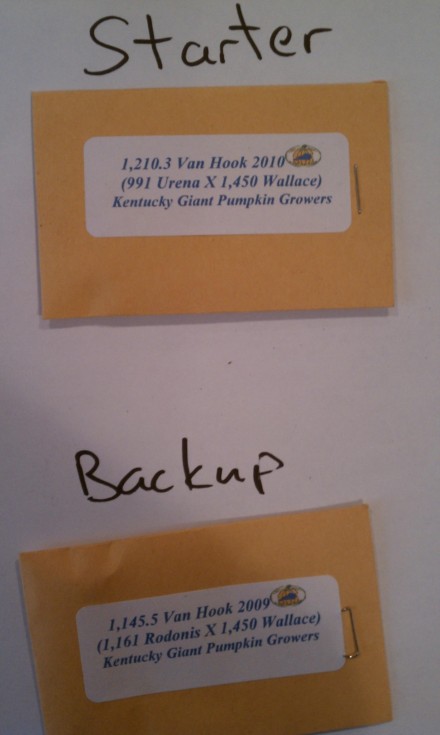 Starter
1,210.3 Van Hook 2010
(991 Urena X 1,450 Wallace)
Kentucky Giant Pumpkin Growers
Backup
1,145.5 Van Hook 2009
(1,161 Rodonis X 1,450 Wallace)
Kentucky Giant Pumpkin Growers